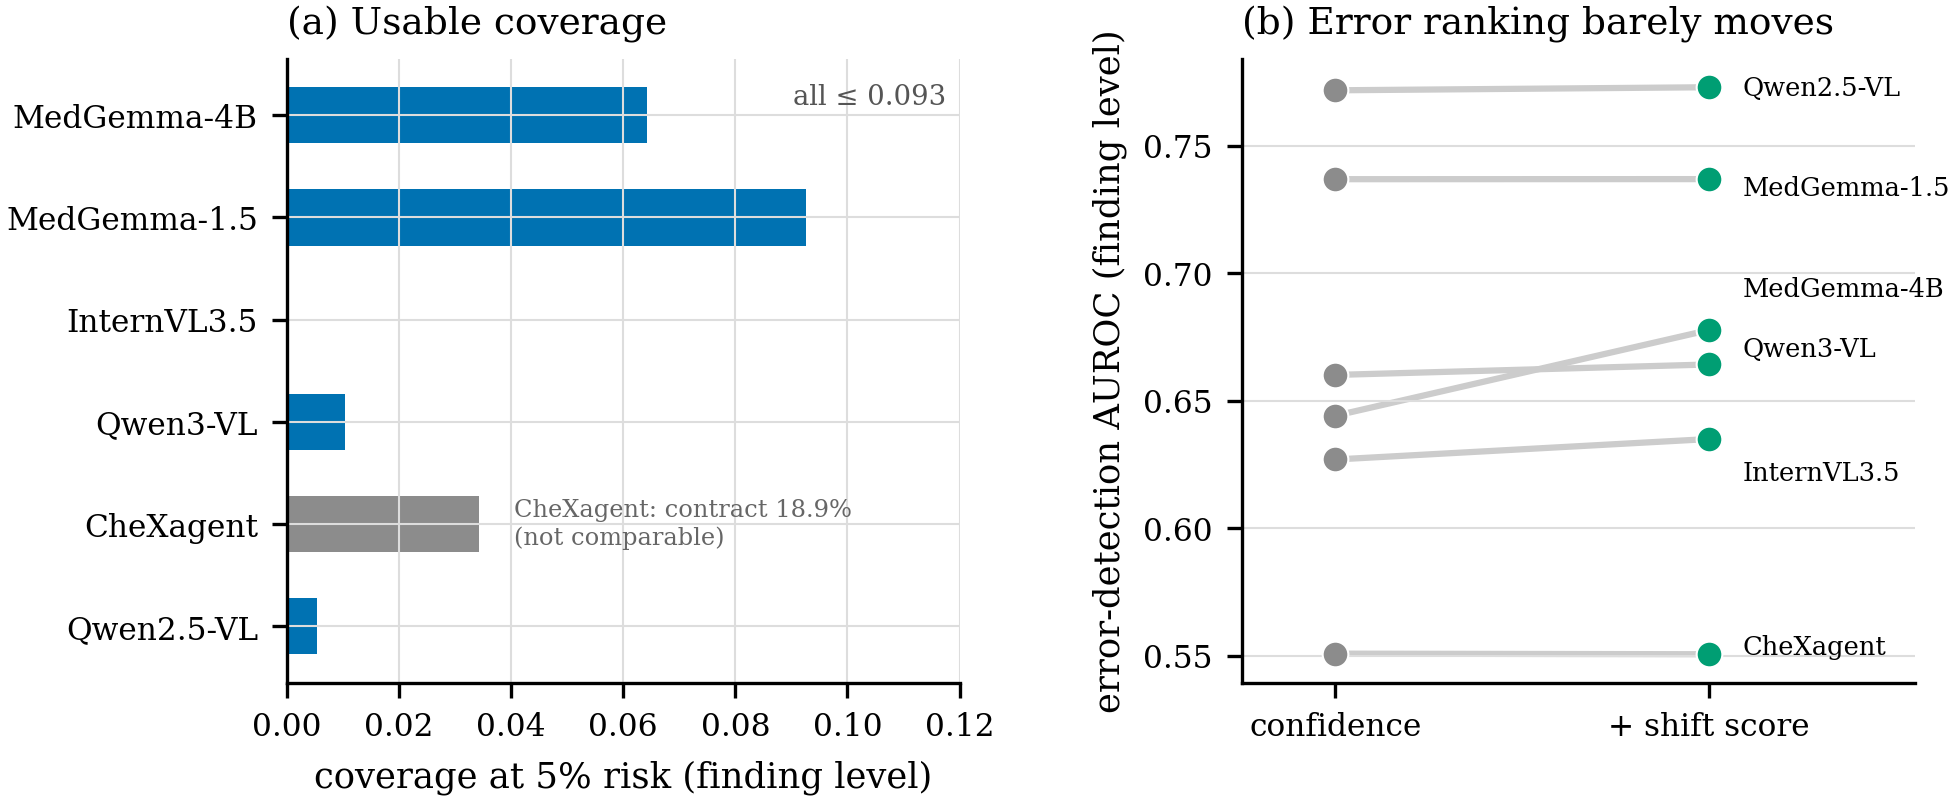 (a) Usable coverage
MedGemma-4B
MedGemma-1.5
InternVL3.5
Qwen3-VL
CheXagent
Qwen2.5-VL
all ≤ 0.093
CheXagent: contract 18.9%
(not comparable)
0.00 0.02 0.04 0.06 0.08 0.10 0.12
coverage at 5% risk (finding level)
(b) Error ranking barely moves
error-detection AUROC (finding level)
0.75
0.70
0.65
0.60
0.55
Qwen2.5-VL
MedGemma-1.5
MedGemma-4B
Qwen3-VL
InternVL3.5
CheXagent
confidence + shift score